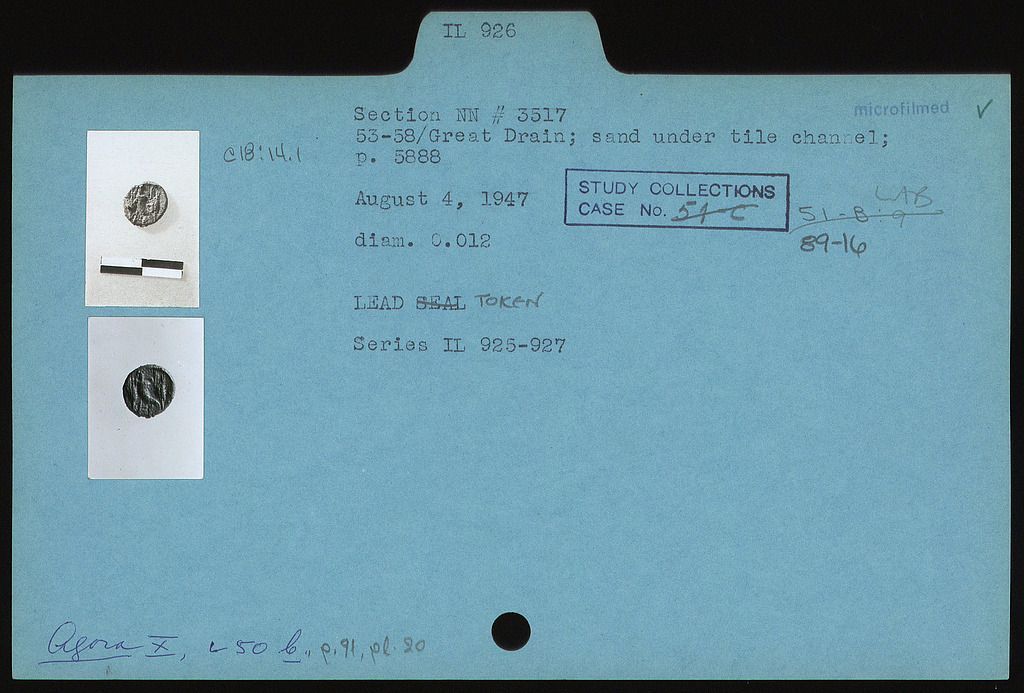 IL 926
Section NN # 3517
microfilmed ✓
53-58/Great Drain; sand under tile channel;
p. 5888
C18:14.1
August 4, 1947
STUDY COLLECTIONS
CASE No. 54-C
LAB
51-8:9
89-16
diam. 0.012
LEAD SEAL TOKEN
Series IL 925-927
Agora X, L 50 b., p. 91, pl. 20